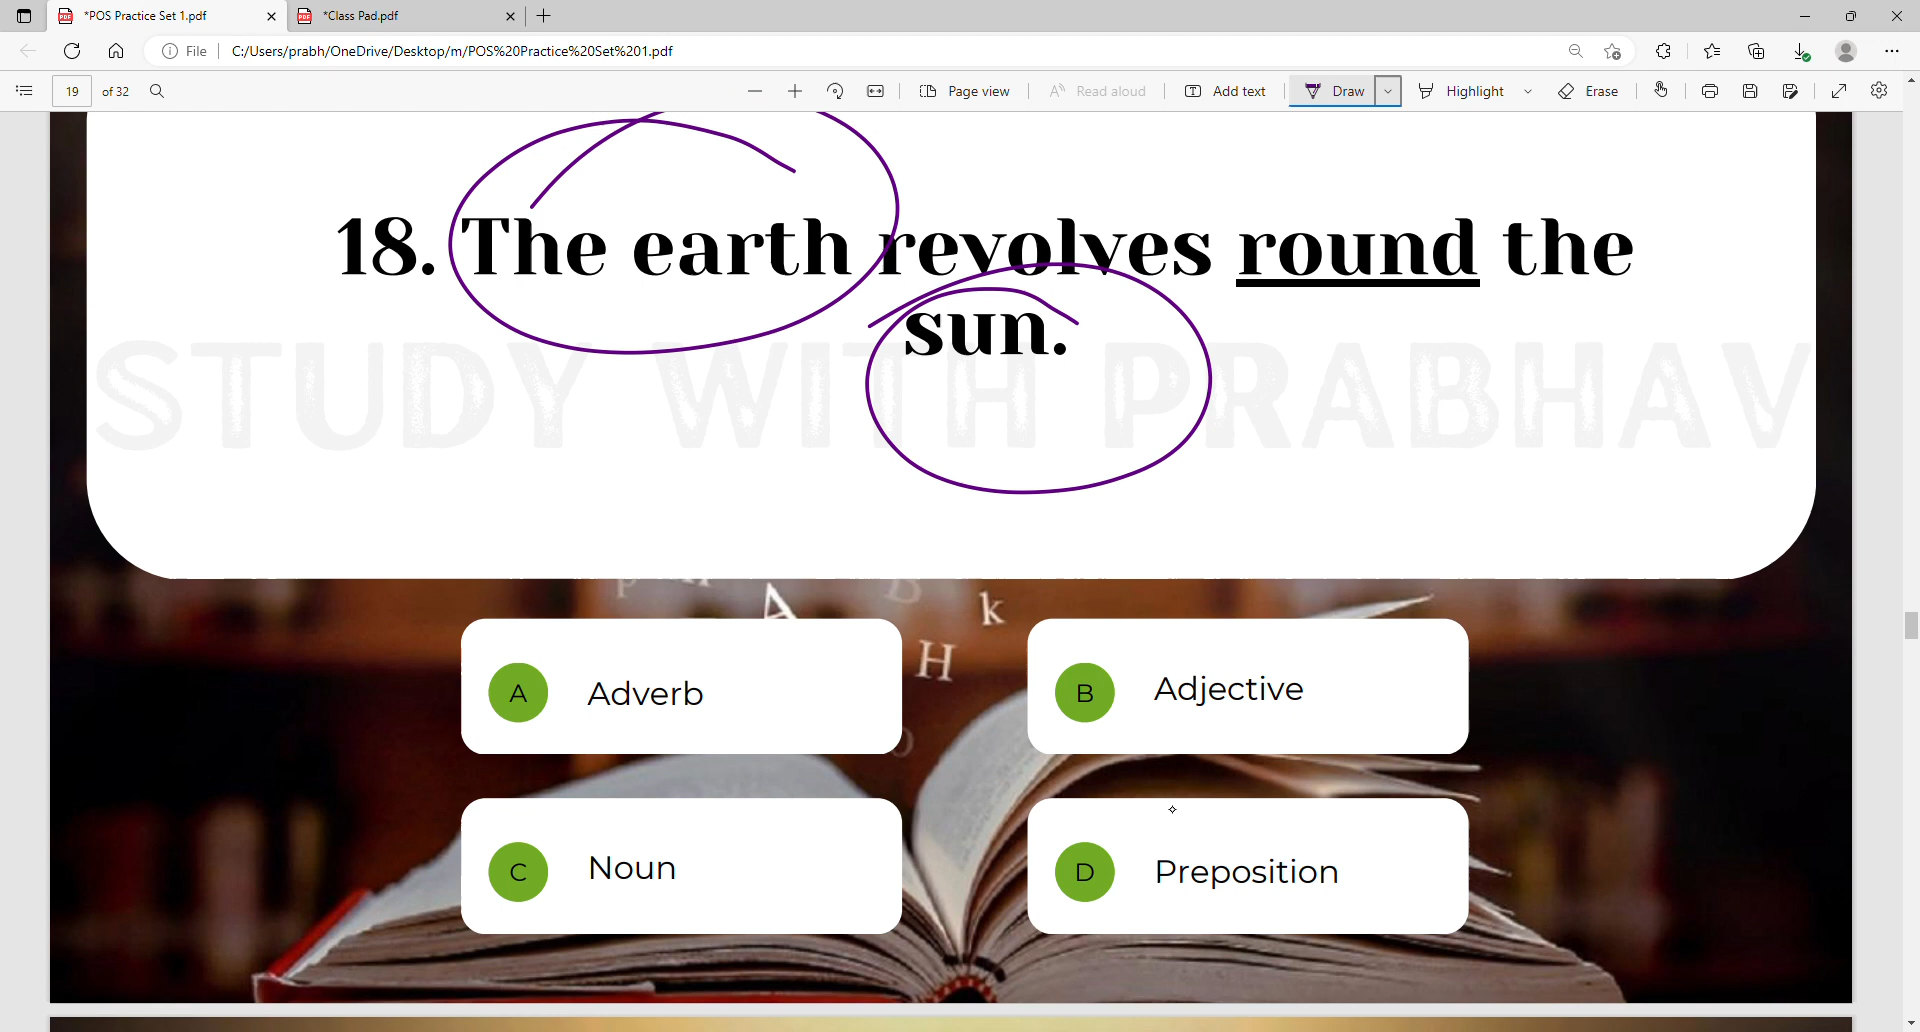 *POS Practice Set 1.pdf
*Class Pad.pdf
File
C:/Users/prabh/OneDrive/Desktop/m/POS%20Practice%20Set%201.pdf
19 of 32
Page view
Read aloud
Add text
Draw
Highlight
Erase
18. The earth revolves round the
sun.
STUDY WITH PRABHAV
A B
k
H
A Adverb
B Adjective
C Noun
D Preposition